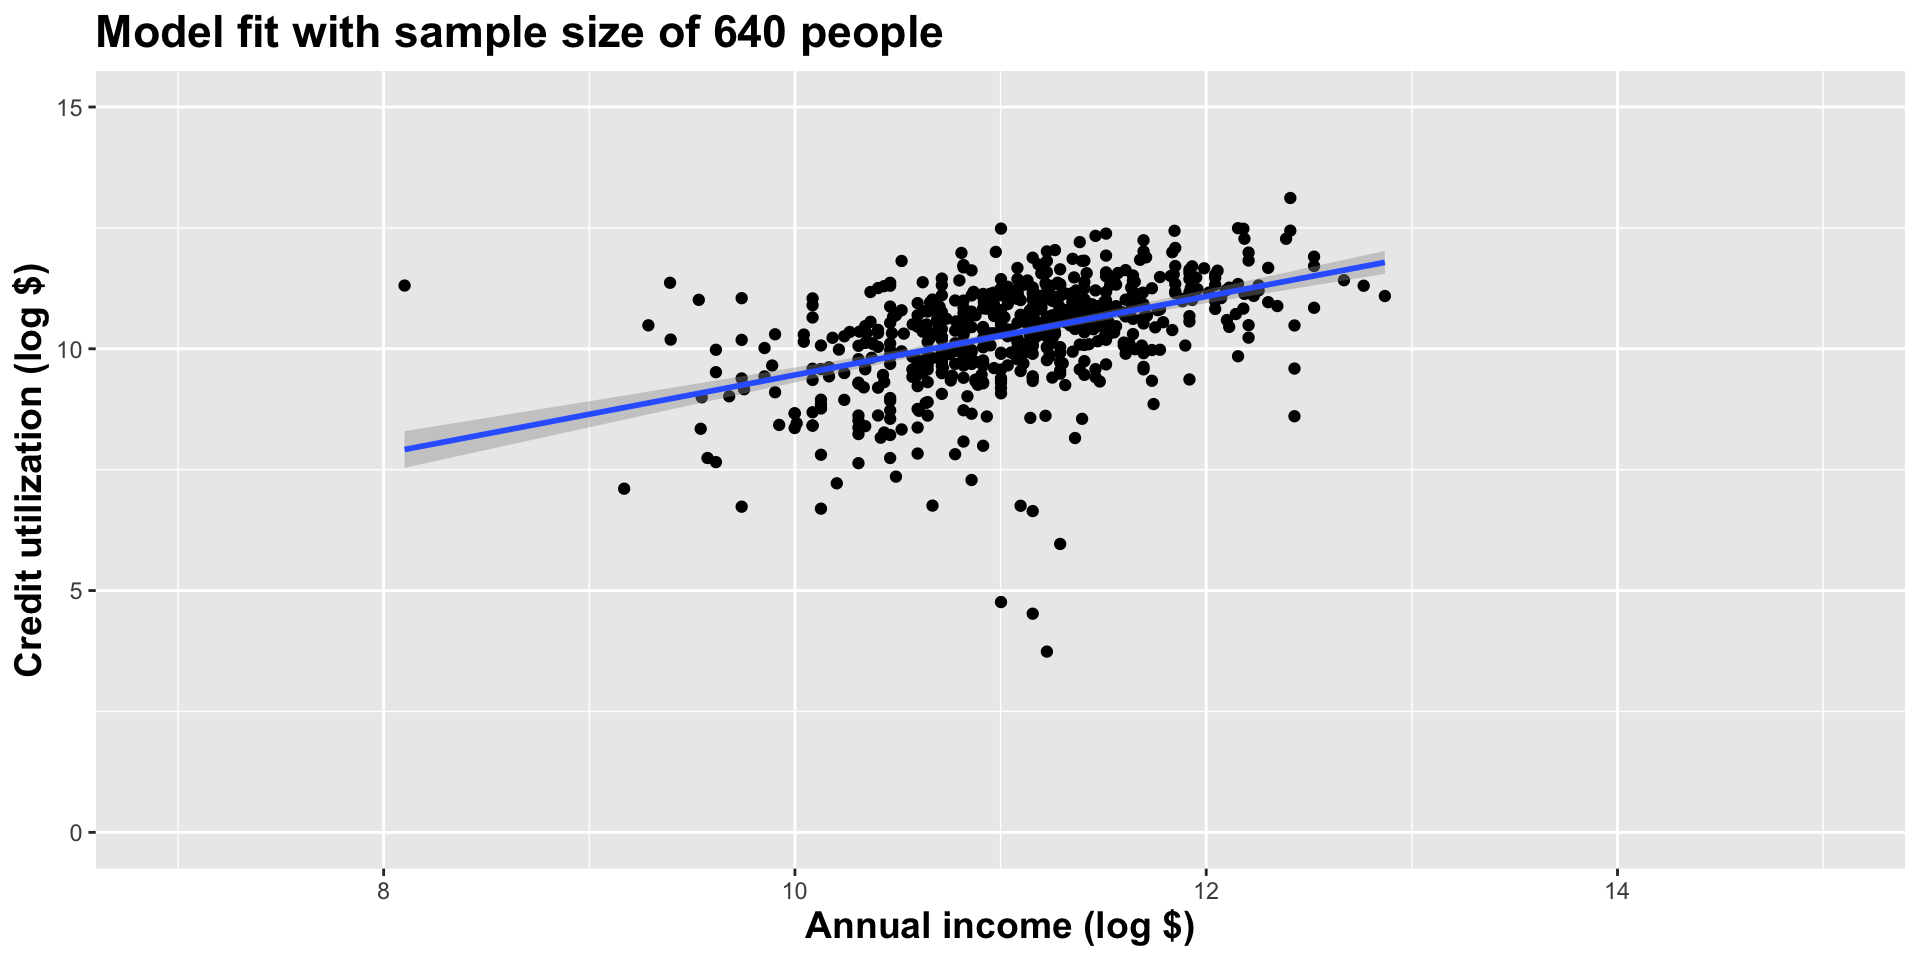 Model fit with sample size of 640 people
15
10
5
0
Credit utilization (log $)
8 10 12 14
Annual income (log $)